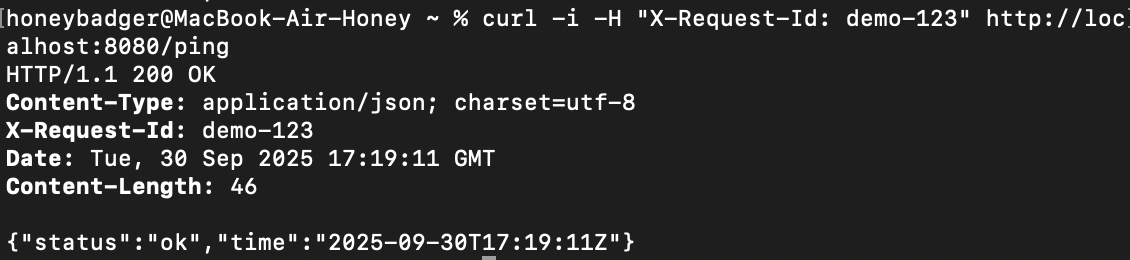 [honeybadger@MacBook-Air-Honey ~ % curl -i -H "X-Request-Id: demo-123" http://loc]
alhost:8080/ping
HTTP/1.1 200 OK
Content-Type: application/json; charset=utf-8
X-Request-Id: demo-123
Date: Tue, 30 Sep 2025 17:19:11 GMT
Content-Length: 46

{"status":"ok","time":"2025-09-30T17:19:11Z"}